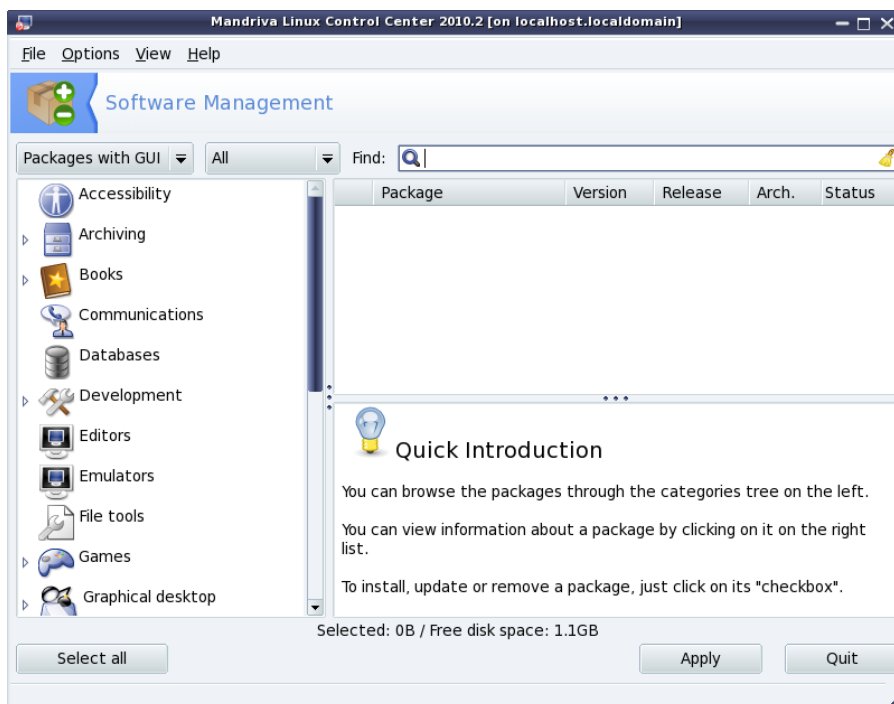 Mandriva Linux Control Center 2010.2 [on localhost.localdomain]
File Options View Help
Software Management
Packages with GUI All Find:
Accessibility
Archiving
Books
Communications
Databases
Development
Editors
Emulators
File tools
Games
Graphical desktop
Package Version Release Arch. Status
Quick Introduction
You can browse the packages through the categories tree on the left.
You can view information about a package by clicking on it on the right
list.
To install, update or remove a package, just click on its "checkbox".
Selected: 0B / Free disk space: 1.1GB
Select all Apply Quit